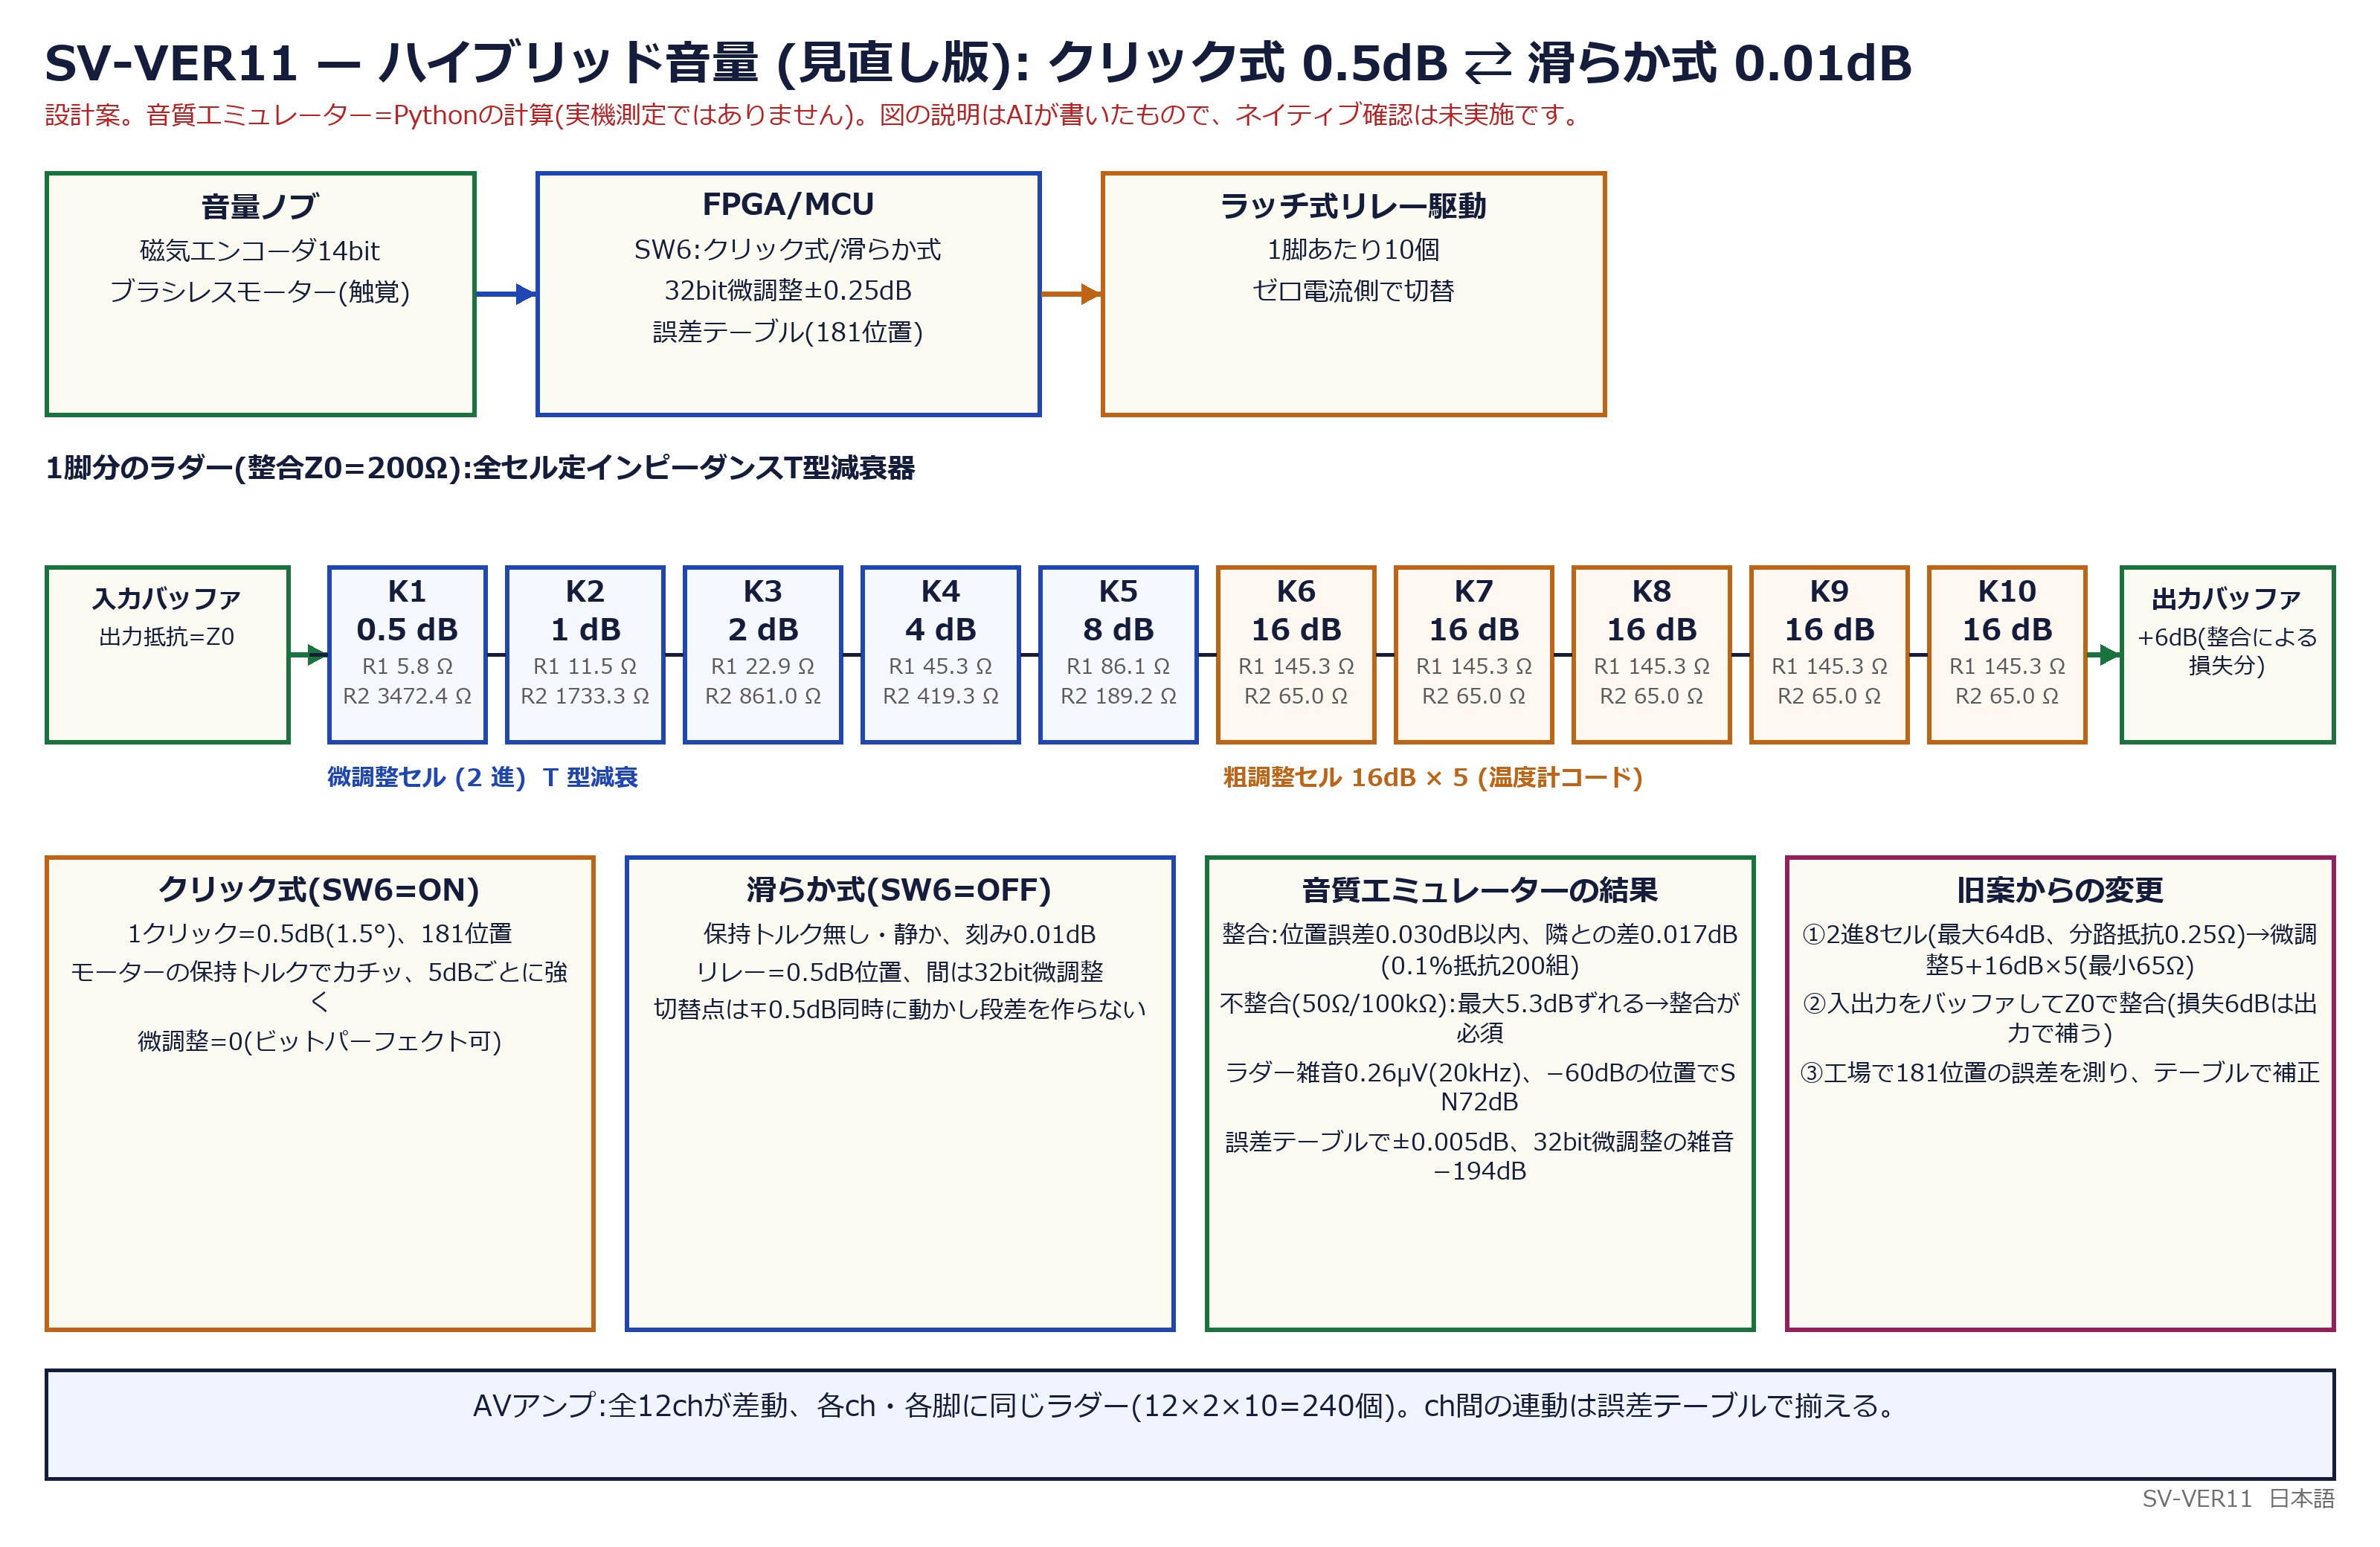 SV-VER11 — ハイブリッド音量 (見直し版): クリック式 0.5dB ⇄ 滑らか式 0.01dB
設計案。音質エミュレーター=Pythonの計算(実機測定ではありません)。図の説明はAIが書いたもので、ネイティブ確認は未実施です。
音量ノブ
磁気エンコーダ14bit
ブラシレスモーター(触覚)
FPGA/MCU
SW6:クリック式/滑らか式
32bit微調整±0.25dB
誤差テーブル(181位置)
ラッチ式リレー駆動
1脚あたり10個
ゼロ電流側で切替
1脚分のラダー(整合Z0=200Ω):全セル定インピーダンスT型減衰器
入力バッファ
出力抵抗=Z0
K1
0.5 dB
R1 5.8 Ω
R2 3472.4 Ω
K2
1 dB
R1 11.5 Ω
R2 1733.3 Ω
K3
2 dB
R1 22.9 Ω
R2 861.0 Ω
K4
4 dB
R1 45.3 Ω
R2 419.3 Ω
K5
8 dB
R1 86.1 Ω
R2 189.2 Ω
K6
16 dB
R1 145.3 Ω
R2 65.0 Ω
K7
16 dB
R1 145.3 Ω
R2 65.0 Ω
K8
16 dB
R1 145.3 Ω
R2 65.0 Ω
K9
16 dB
R1 145.3 Ω
R2 65.0 Ω
K10
16 dB
R1 145.3 Ω
R2 65.0 Ω
出力バッファ
+6dB(整合による
損失分)
微調整セル (2 進) T 型減衰
粗調整セル 16dB × 5 (温度計コード)
クリック式(SW6=ON)
1クリック=0.5dB(1.5°)、181位置
モーターの保持トルクでカチッ、5dBごとに強
く
微調整=0(ビットパーフェクト可)
滑らか式(SW6=OFF)
保持トルク無し・静か、刻み0.01dB
リレー=0.5dB位置、間は32bit微調整
切替点は∓0.5dB同時に動かし段差を作らない
音質エミュレーターの結果
整合:位置誤差0.030dB以内、隣との差0.017dB
(0.1%抵抗200組)
不整合(50Ω/100kΩ):最大5.3dBずれる→整合が
必須
ラダー雑音0.26µV(20kHz)、−60dBの位置でS
N72dB
誤差テーブルで±0.005dB、32bit微調整の雑音
−194dB
旧案からの変更
①2進8セル(最大64dB、分路抵抗0.25Ω)→微調
整5+16dB×5(最小65Ω)
②入出力をバッファしてZ0で整合(損失6dBは出
力で補う)
③工場で181位置の誤差を測り、テーブルで補正
AVアンプ:全12chが差動、各ch・各脚に同じラダー(12×2×10=240個)。ch間の連動は誤差テーブルで揃える。
SV-VER11 日本語